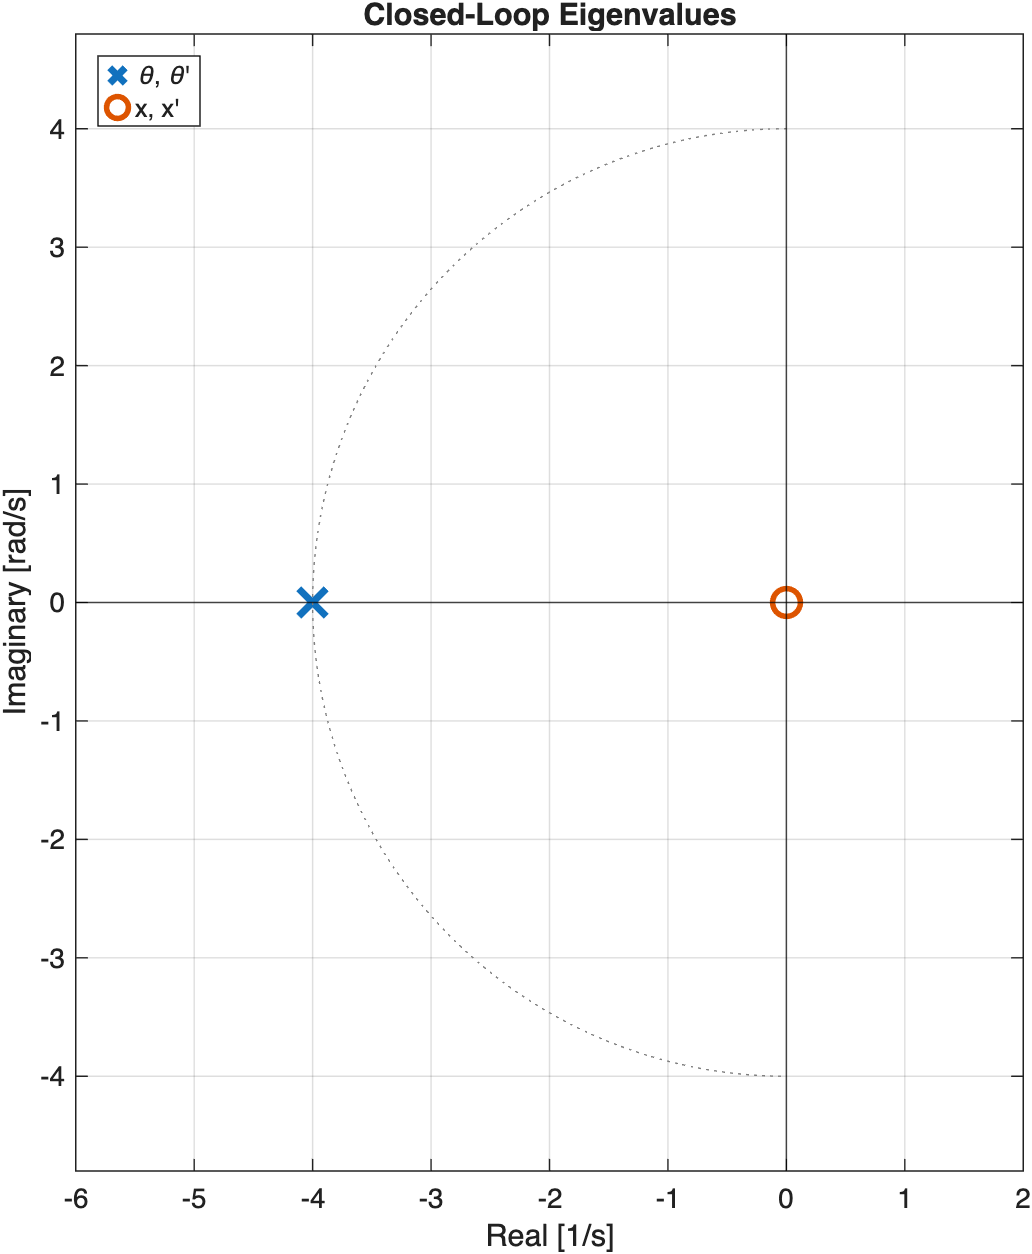 Closed-Loop Eigenvalues
θ, θ'
x, x'
4
3
2
1
0
-1
-2
-3
-4
Imaginary [rad/s]
-6 -5 -4 -3 -2 -1 0 1 2
Real [1/s]